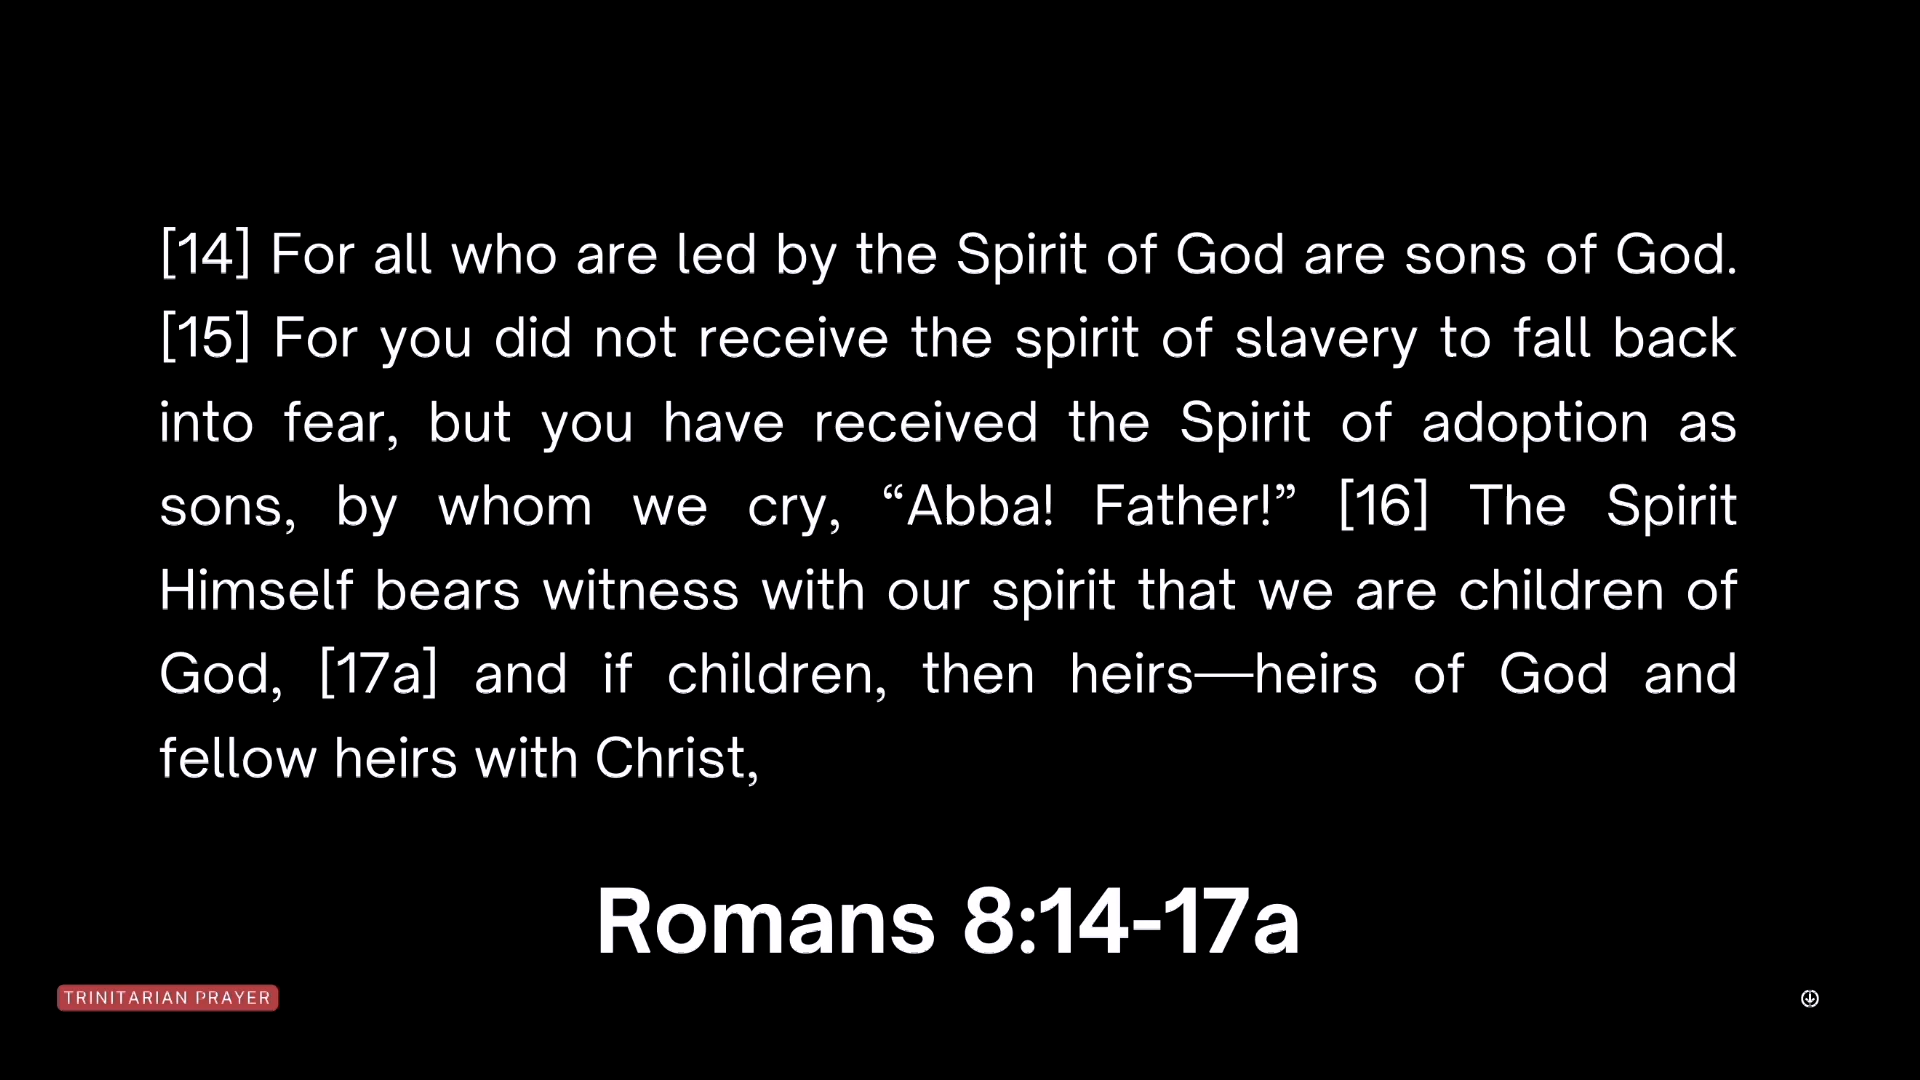 [14] For all who are led by the Spirit of God are sons of God.
[15] For you did not receive the spirit of slavery to fall back
into fear, but you have received the Spirit of adoption as
sons, by whom we cry, “Abba! Father!” [16] The Spirit
Himself bears witness with our spirit that we are children of
God, [17a] and if children, then heirs—heirs of God and
fellow heirs with Christ,
Romans 8:14-17a
TRINITARIAN PRAYER